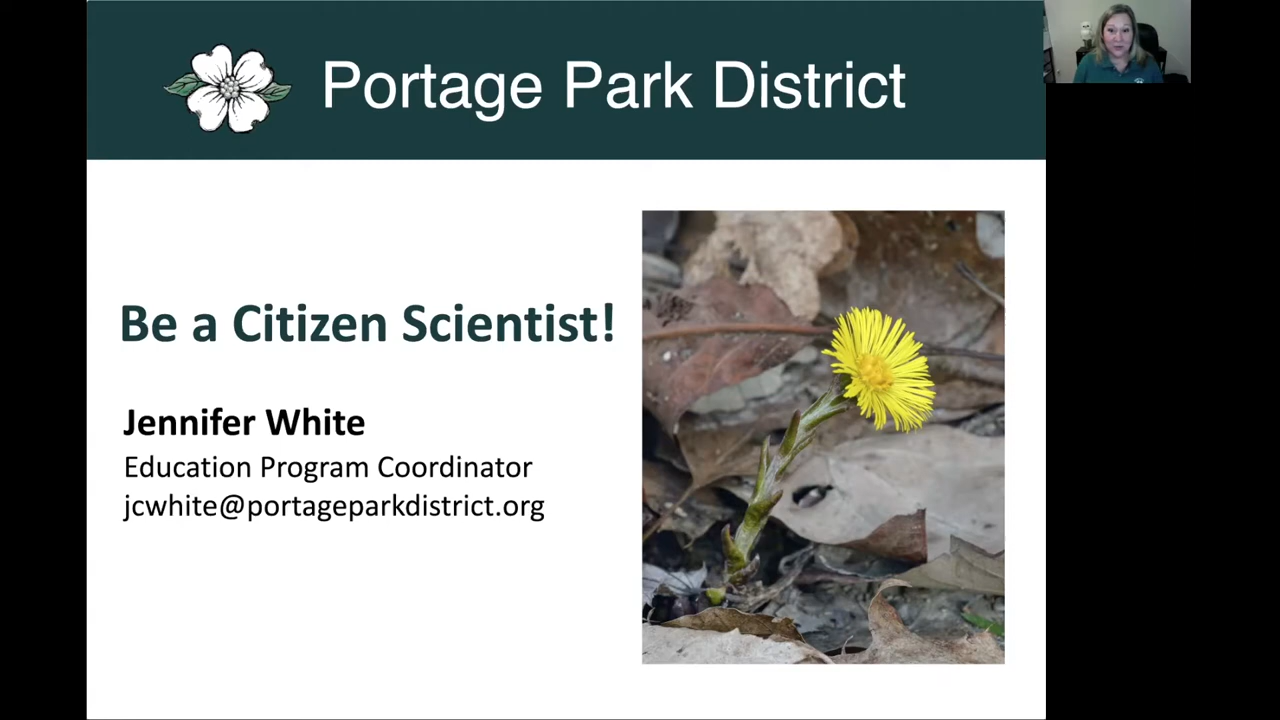 Portage Park District
Be a Citizen Scientist!
Jennifer White
Education Program Coordinator
jcwhite@portageparkdistrict.org